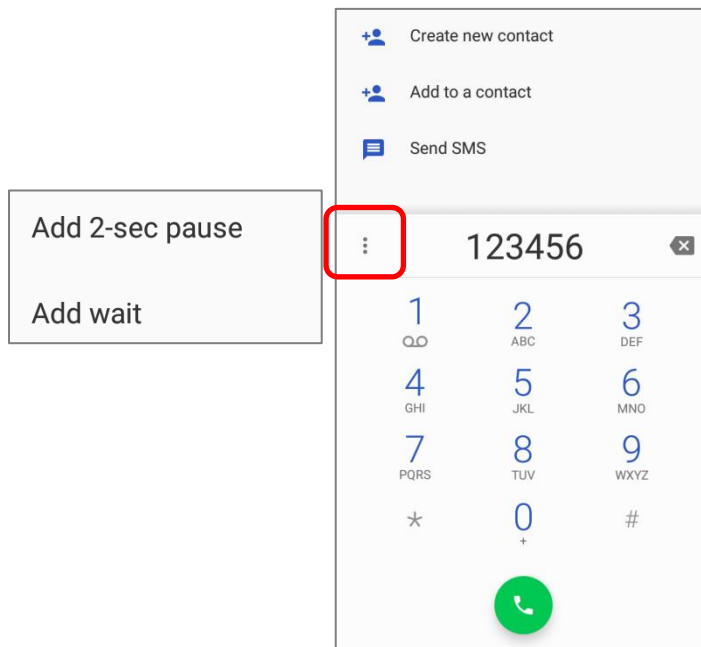 Create new contact
Add to a contact
Send SMS
Add 2-sec pause
Add wait
123456
1 2 3
ABC DEF
4 5 6
GHI JKL MNO
7 8 9
PQRS TUV WXYZ
* 0 #
+